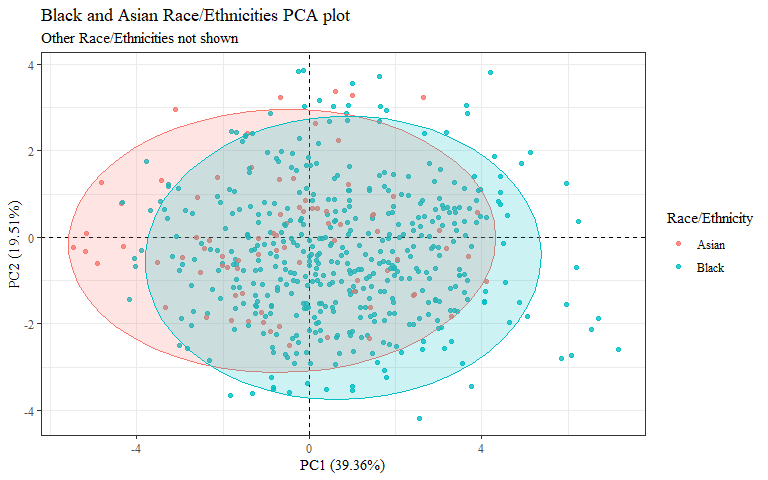 Black and Asian Race/Ethnicities PCA plot
Other Race/Ethnicities not shown
4
2
0
-2
-4
PC2 (19.51%)
-4
0
4
PC1 (39.36%)
Race/Ethnicity
Asian
Black